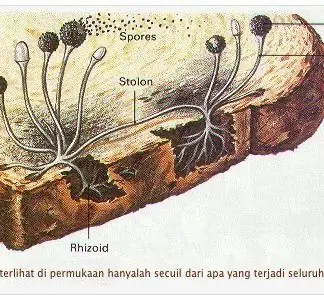 Spores
Stolon
Rhizoid
terlihat di permukaan hanyalah secuil dari apa yang terjadi seluruh